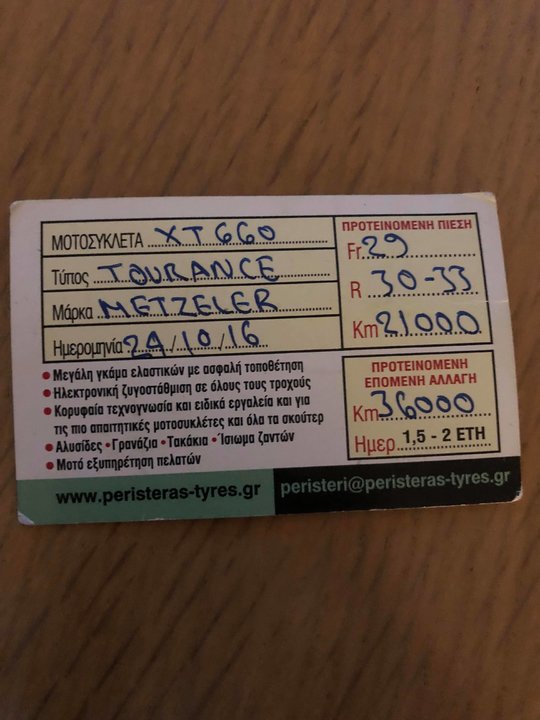 ΜΟΤΟΣΥΚΛΕΤΑ XT 660
Τύπος TOURANCE
Μάρκα METZELER
Ημερομηνία 29/10/16
ΠΡΟΤΕΙΝΟΜΕΝΗ ΠΙΕΣΗ
Fr. 29
R 30-33
Km 21.000
ΠΡΟΤΕΙΝΟΜΕΝΗ
ΕΠΟΜΕΝΗ ΑΛΛΑΓΗ
Km 36000
Ημερ 1,5 - 2 ΕΤΗ
• Μεγάλη γκάμα ελαστικών με ασφαλή τοποθέτηση
• Ηλεκτρονική ζυγοστάθμιση σε όλους τους τροχούς
• Κορυφαία τεχνογνωσία και ειδικά εργαλεία και για
τις πιο απαιτητικές μοτοσυκλέτες και όλα τα σκούτερ
• Αλυσίδες • Γρανάζια • Τακάκια • Ίσιωμα ζαντών
• Μοτό εξυπηρέτηση πελατών
www.peristeras-tyres.gr
peristeri@peristeras-tyres.gr